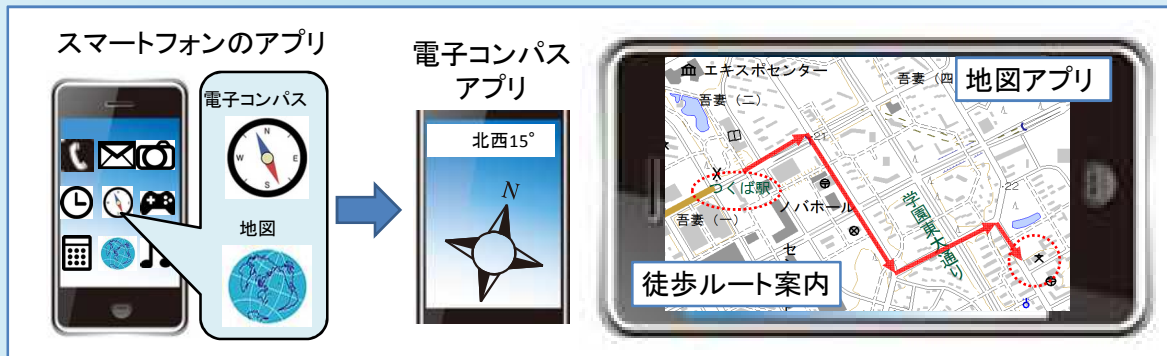 スマートフォンのアプリ
電子コンパス
N
W
E
S
地図
電子コンパス
アプリ
北西15°
N
地図アプリ
エキスポセンター
吾妻（四
吾妻（二）
21
つくば駅
吾妻（一）
ノバホール
セ
22
学園東大通り
徒歩ルート案内